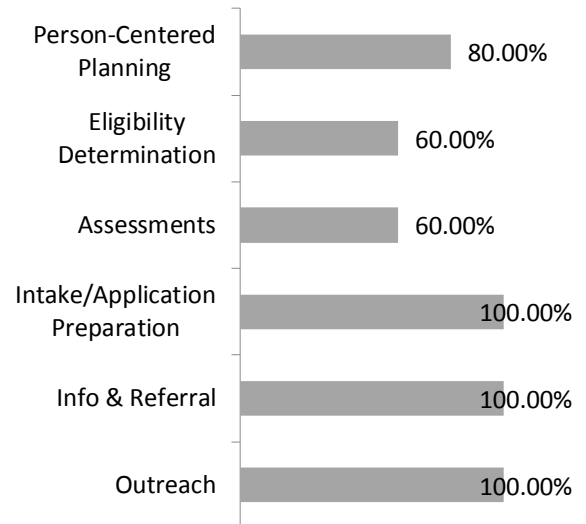 Person-Centered
Planning
80.00%
Eligibility
Determination
60.00%
Assessments
60.00%
Intake/Application
Preparation
100.00%
Info & Referral
100.00%
Outreach
100.00%